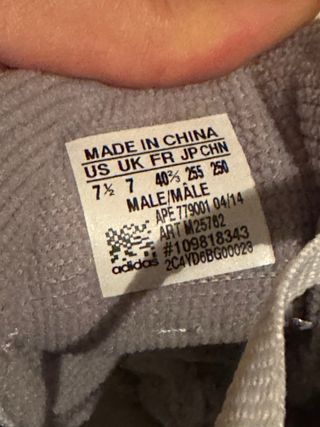 MADE IN CHINA
US UK FR JP CHN
7½ 7 40⅔ 255 250
MALE/MÂLE
APE 779001 04/14
ART M25762
#109818343
adidas 2C4YD6BG00023